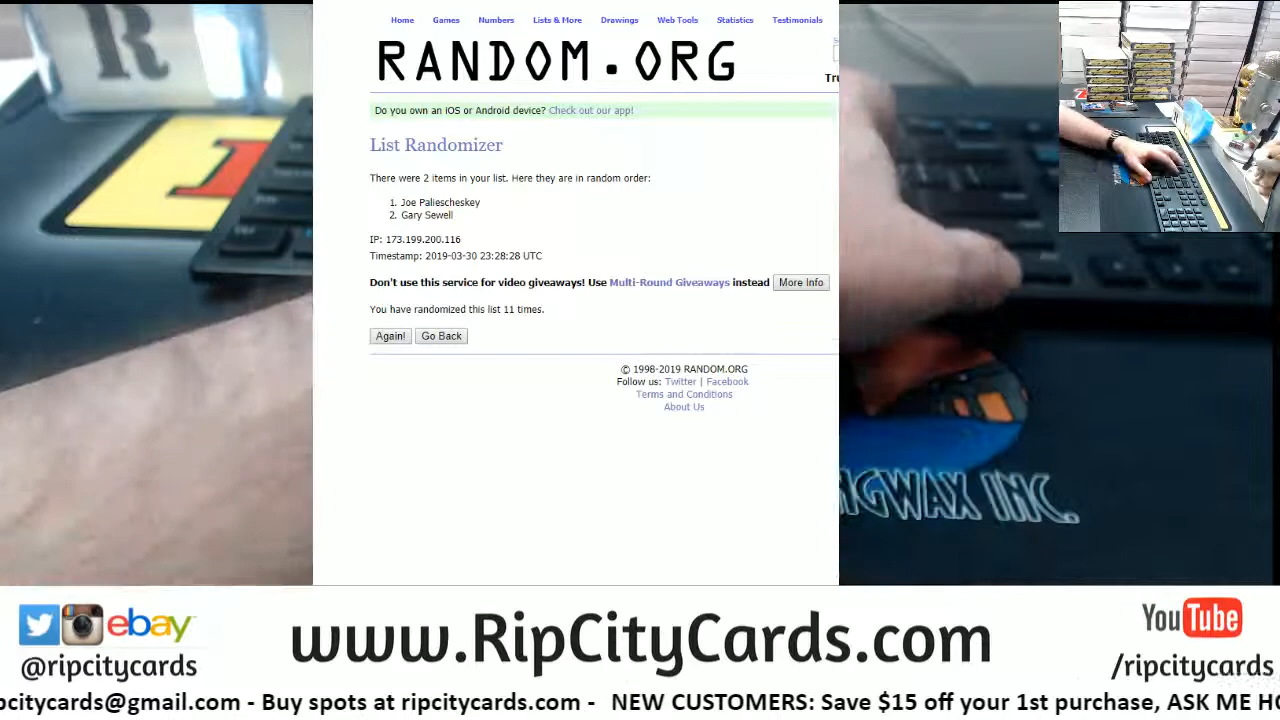 Home Games Numbers Lists & More Drawings Web Tools Statistics Testimonials
RANDOM.ORG
Tru
Do you own an iOS or Android device? Check out our app!
List Randomizer
There were 2 items in your list. Here they are in random order:
1. Joe Paliescheskey
2. Gary Sewell
IP: 173.199.200.116
Timestamp: 2019-03-30 23:28:28 UTC
Don't use this service for video giveaways! Use Multi-Round Giveaways instead More Info
You have randomized this list 11 times.
Again! Go Back
© 1998-2019 RANDOM.ORG
Follow us: Twitter | Facebook
Terms and Conditions
About Us
R
NGWAX INC.
ebay
@ripcitycards
www.RipCityCards.com
YouTube
/ripcitycards
pcitycards@gmail.com - Buy spots at ripcitycards.com - NEW CUSTOMERS: Save $15 off your 1st purchase, ASK ME HO